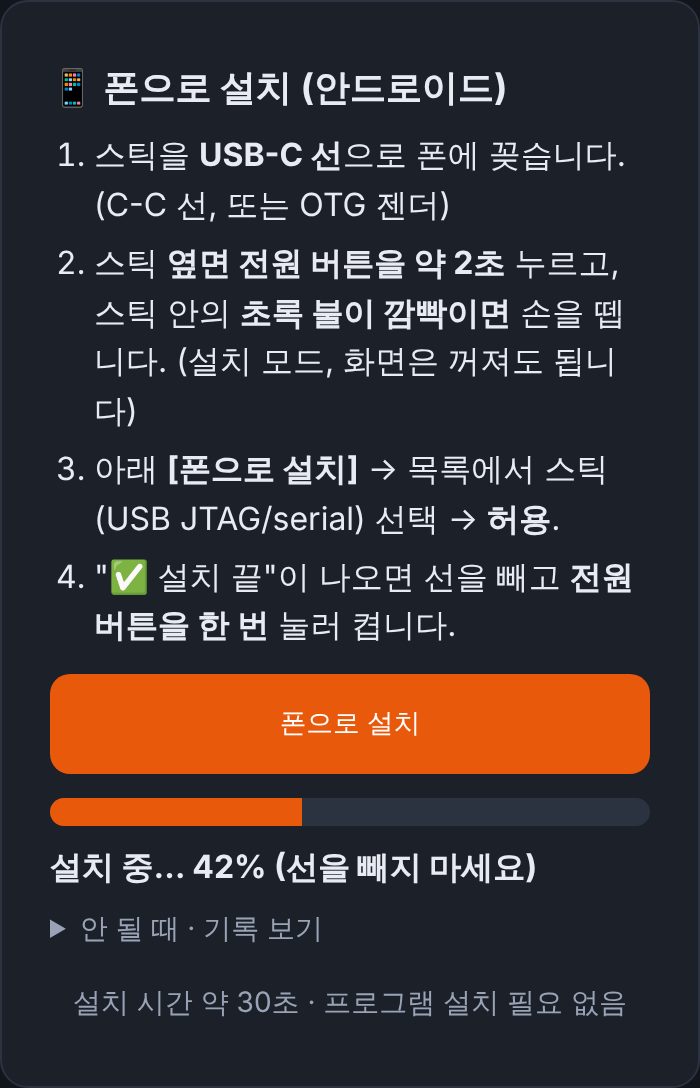 📱 폰으로 설치 (안드로이드)
1. 스틱을 USB-C 선으로 폰에 꽂습니다.
(C-C 선, 또는 OTG 젠더)
2. 스틱 옆면 전원 버튼을 약 2초 누르고,
스틱 안의 초록 불이 깜빡이면 손을 뗍
니다. (설치 모드, 화면은 꺼져도 됩니
다)
3. 아래 [폰으로 설치] → 목록에서 스틱
(USB JTAG/serial) 선택 → 허용.
4. "✅ 설치 끝"이 나오면 선을 빼고 전원
버튼을 한 번 눌러 켭니다.
폰으로 설치
설치 중… 42% (선을 빼지 마세요)
▶ 안 될 때 · 기록 보기
설치 시간 약 30초 · 프로그램 설치 필요 없음